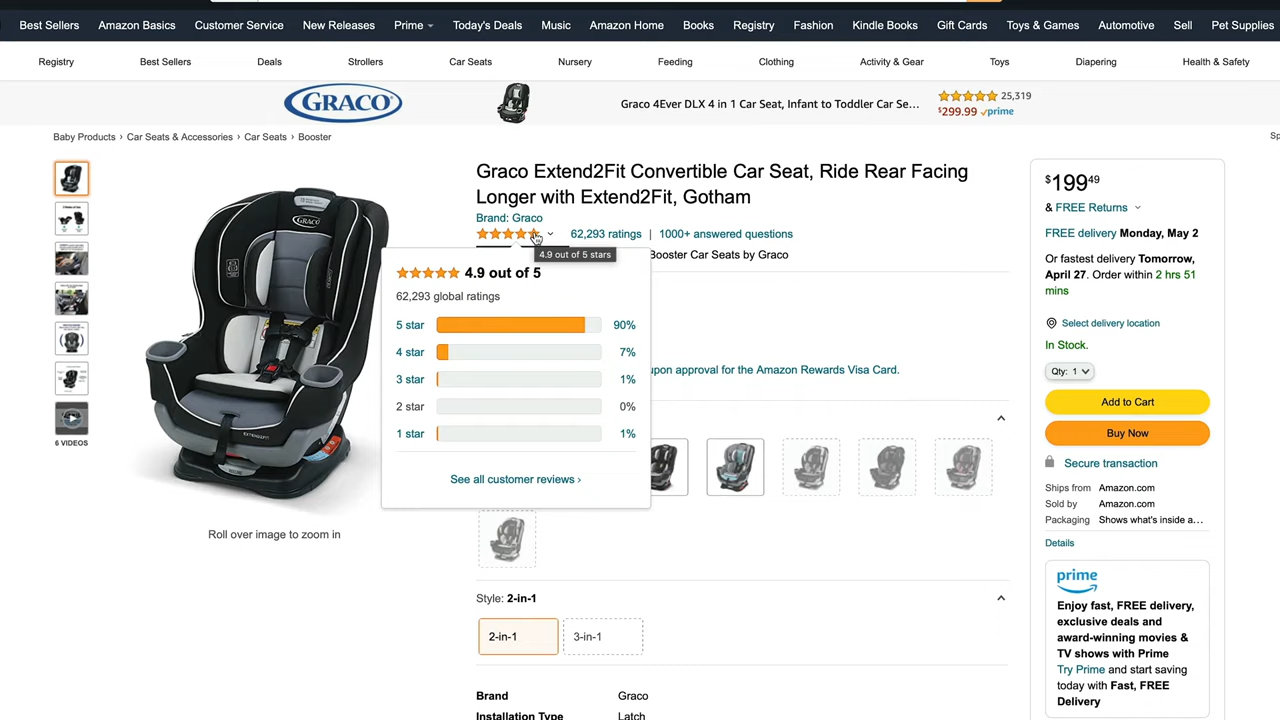 Best Sellers Amazon Basics Customer Service New Releases Prime Today's Deals Music Amazon Home Books Registry Fashion Kindle Books Gift Cards Toys & Games Automotive Sell Pet Supplies
Registry Best Sellers Deals Strollers Car Seats Nursery Feeding Clothing Activity & Gear Toys Diapering Health & Safety
GRACO
Graco 4Ever DLX 4 in 1 Car Seat, Infant to Toddler Car Se...
25,319
$299.99 prime
Baby Products › Car Seats & Accessories › Car Seats › Booster
Sp
6 VIDEOS
GRACO
EXTEND2FIT
Roll over image to zoom in
Graco Extend2Fit Convertible Car Seat, Ride Rear Facing
Longer with Extend2Fit, Gotham
Brand: Graco
62,293 ratings | 1000+ answered questions
4.9 out of 5 stars
Booster Car Seats by Graco
4.9 out of 5
62,293 global ratings
5 star 90%
4 star 7%
3 star 1%
2 star 0%
1 star 1%
See all customer reviews ›
upon approval for the Amazon Rewards Visa Card.
Style: 2-in-1
2-in-1 3-in-1
Brand Graco
Installation Type Latch
$199.49
& FREE Returns
FREE delivery Monday, May 2
Or fastest delivery Tomorrow,
April 27. Order within 2 hrs 51
mins
Select delivery location
In Stock.
Qty: 1
Add to Cart
Buy Now
Secure transaction
Ships from Amazon.com
Sold by Amazon.com
Packaging Shows what's inside a...
Details
prime
Enjoy fast, FREE delivery,
exclusive deals and
award-winning movies &
TV shows with Prime
Try Prime and start saving
today with Fast, FREE
Delivery